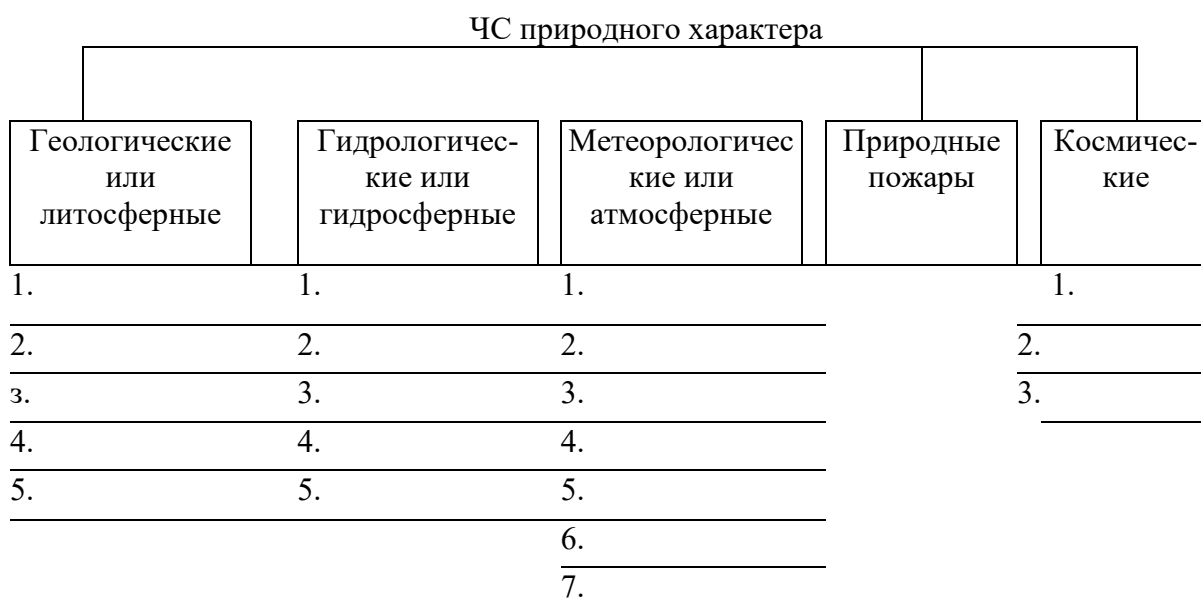 ЧС природного характера
Геологические
или
литосферные
Гидрологичес-
кие или
гидросферные
Метеорологичес
кие или
атмосферные
Природные
пожары
Космичес-
кие
1. 1. 1. 1.
2. 2. 2. 2.
з. 3. 3. 3.
4. 4. 4.
5. 5. 5.
6.
7.